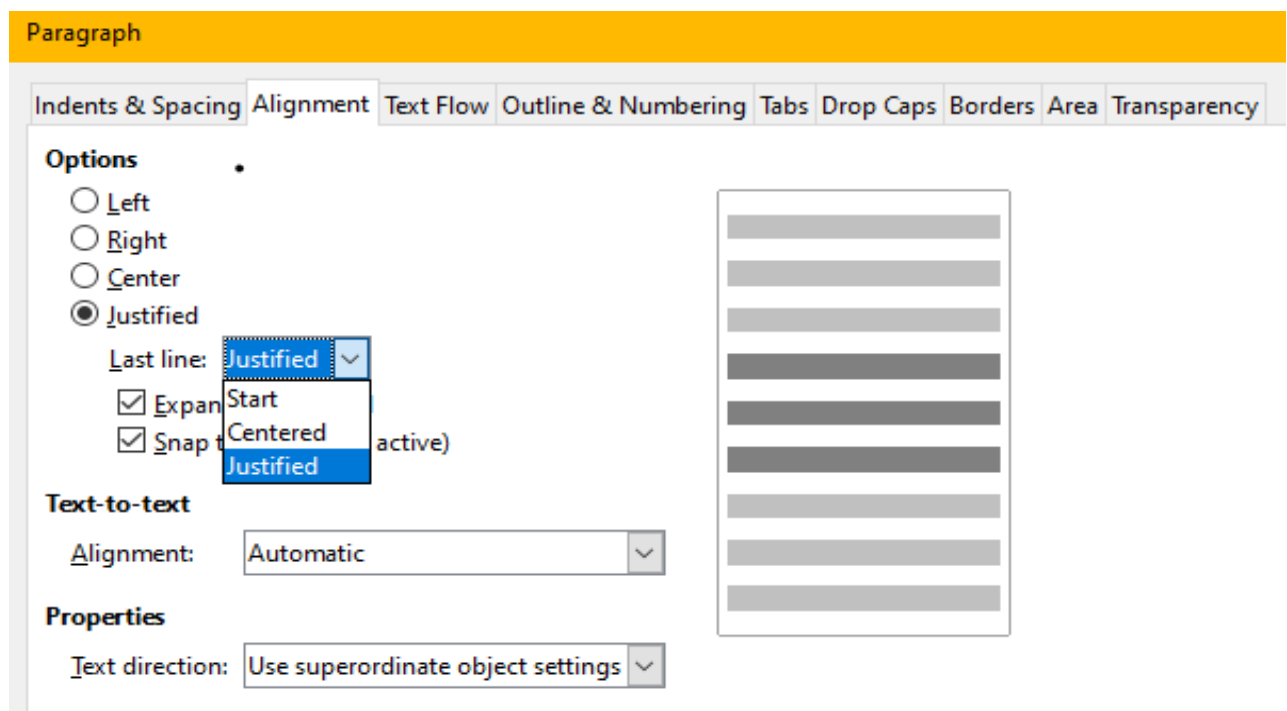 Paragraph
Indents & Spacing Alignment Text Flow Outline & Numbering Tabs Drop Caps Borders Area Transparency
Options
Left
Right
Center
Justified
Last line: Justified
Start
Centered
Justified
Expan
Snap t active)
Text-to-text
Alignment: Automatic
Properties
Text direction: Use superordinate object settings